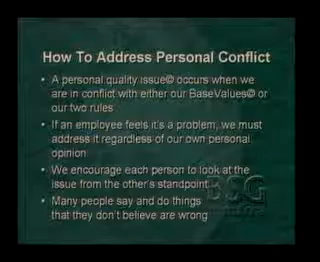 How To Address Personal Conflict
• A personal quality issue© occurs when we
are in conflict with either our BaseValues© or
our two rules
• If an employee feels it's a problem, we must
address it regardless of our own personal
opinion
• We encourage each person to look at the
issue from the other's standpoint
• Many people say and do things
that they don't believe are wrong